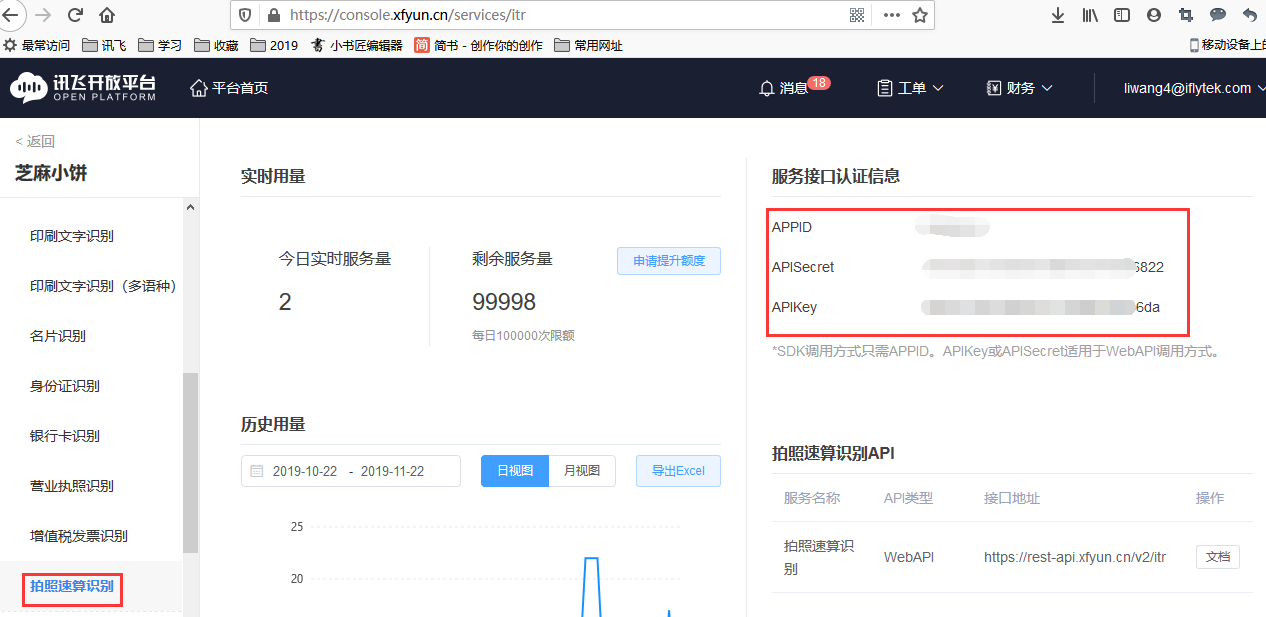 https://console.xfyun.cn/services/itr
最常访问 讯飞 学习 收藏 2019 小书匠编辑器 简 简书 - 创作你的创作 常用网址 移动设备上的
讯飞开放平台
OPEN PLATFORM
平台首页 消息 18 工单 财务 liwang4@iflytek.com
< 返回
芝麻小饼
印刷文字识别
印刷文字识别（多语种）
名片识别
身份证识别
银行卡识别
营业执照识别
增值税发票识别
拍照速算识别
实时用量
今日实时服务量
2
剩余服务量
99998
每日100000次限额
申请提升额度
历史用量
2019-10-22 - 2019-11-22 日视图 月视图 导出Excel
25
20
服务接口认证信息
APPID
APISecret 6822
APIKey 6da
*SDK调用方式只需APPID。APIKey或APISecret适用于WebAPI调用方式。
拍照速算识别API
服务名称 API类型 接口地址 操作
拍照速算识别 WebAPI https://rest-api.xfyun.cn/v2/itr 文档